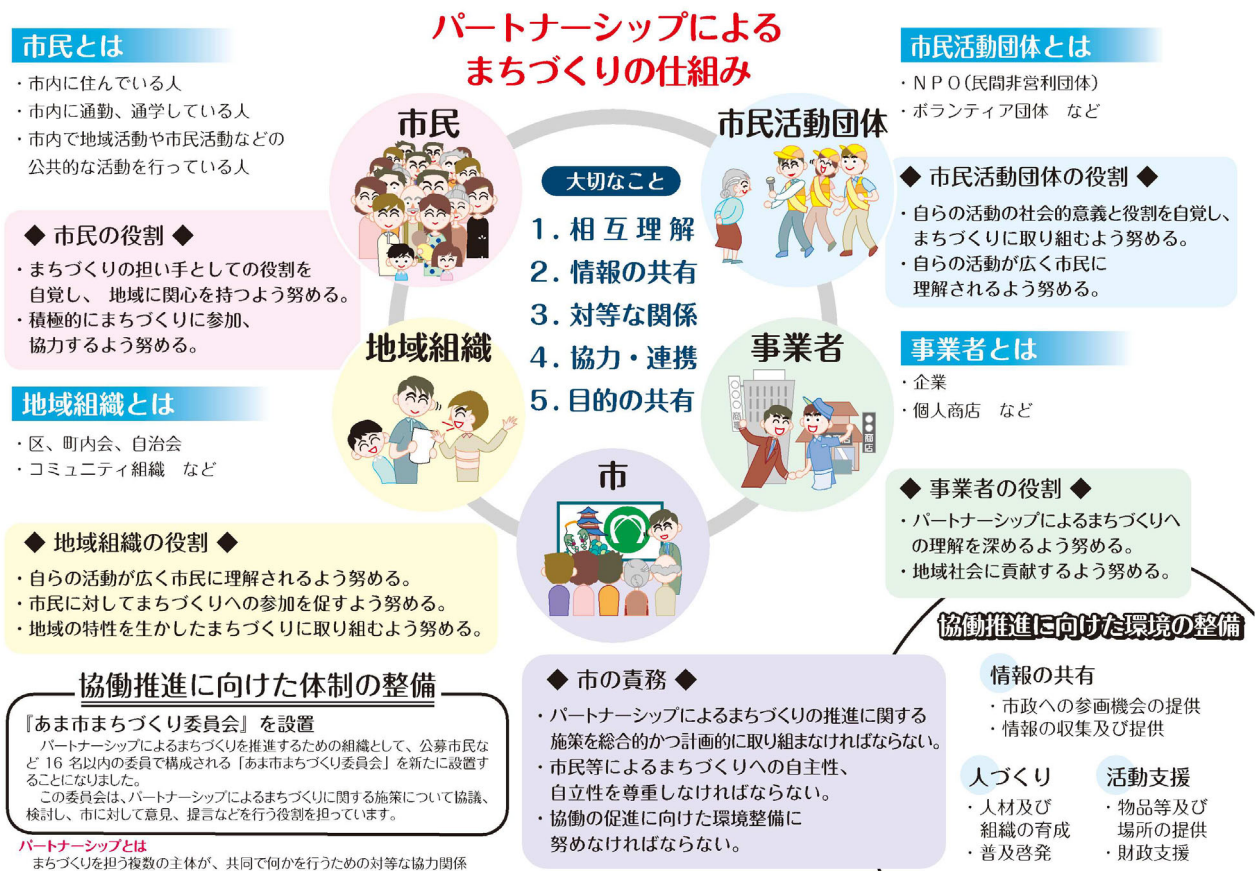 パートナーシップによる
まちづくりの仕組み
市民とは
・市内に住んでいる人
・市内に通勤、通学している人
・市内で地域活動や市民活動などの
公共的な活動を行っている人
◆ 市民の役割 ◆
・まちづくりの担い手としての役割を
自覚し、 地域に関心を持つよう努める。
・積極的にまちづくりに参加、
協力するよう努める。
地域組織とは
・区、町内会、自治会
・コミュニティ組織 など
◆ 地域組織の役割 ◆
・自らの活動が広く市民に理解されるよう努める。
・市民に対してまちづくりへの参加を促すよう努める。
・地域の特性を生かしたまちづくりに取り組むよう努める。
市民
地域組織
市
市民活動団体
事業者
○○商事
●●商店
大切なこと
1. 相互理解
2. 情報の共有
3. 対等な関係
4. 協力・連携
5. 目的の共有
市民活動団体とは
・ＮＰＯ(民間非営利団体)
・ボランティア団体 など
◆ 市民活動団体の役割 ◆
・自らの活動の社会的意義と役割を自覚し、
まちづくりに取り組むよう努める。
・自らの活動が広く市民に
理解されるよう努める。
事業者とは
・企業
・個人商店 など
◆ 事業者の役割 ◆
・パートナーシップによるまちづくりへ
の理解を深めるよう努める。
・地域社会に貢献するよう努める。
協働推進に向けた体制の整備
『あま市まちづくり委員会』を設置
パートナーシップによるまちづくりを推進するための組織として、公募市民な
ど 16 名以内の委員で構成される「あま市まちづくり委員会」を新たに設置す
ることになりました。
この委員会は、パートナーシップによるまちづくりに関する施策について協議、
検討し、市に対して意見、提言などを行う役割を担っています。
パートナーシップとは
まちづくりを担う複数の主体が、共同で何かを行うための対等な協力関係
◆ 市の責務 ◆
・パートナーシップによるまちづくりの推進に関する
施策を総合的かつ計画的に取り組まなければならない。
・市民等によるまちづくりへの自主性、
自立性を尊重しなければならない。
・協働の促進に向けた環境整備に
努めなければならない。
協働推進に向けた環境の整備
情報の共有
・市政への参画機会の提供
・情報の収集及び提供
人づくり
・人材及び
組織の育成
・普及啓発
活動支援
・物品等及び
場所の提供
・財政支援